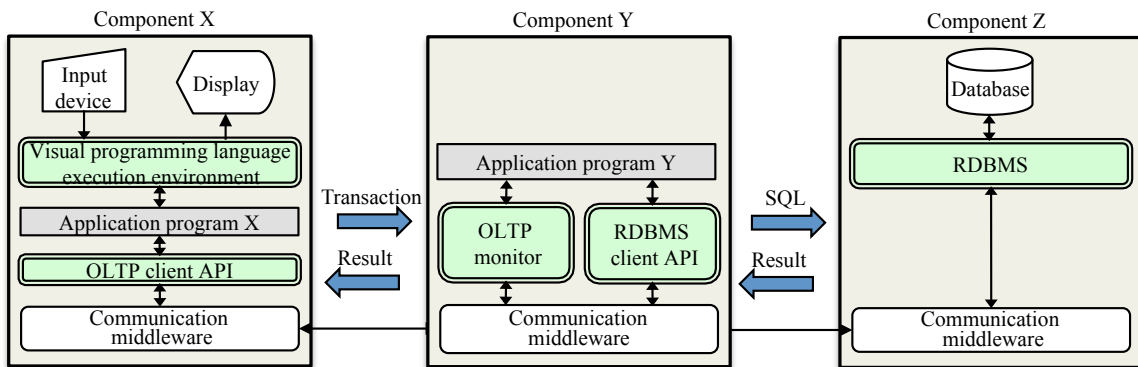 Component X
Input
device
Display
Visual programming language
execution environment
Application program X
OLTP client API
Communication
middleware
Transaction
Result
Component Y
Application program Y
OLTP
monitor
RDBMS
client API
Communication
middleware
SQL
Result
Component Z
Database
RDBMS
Communication
middleware